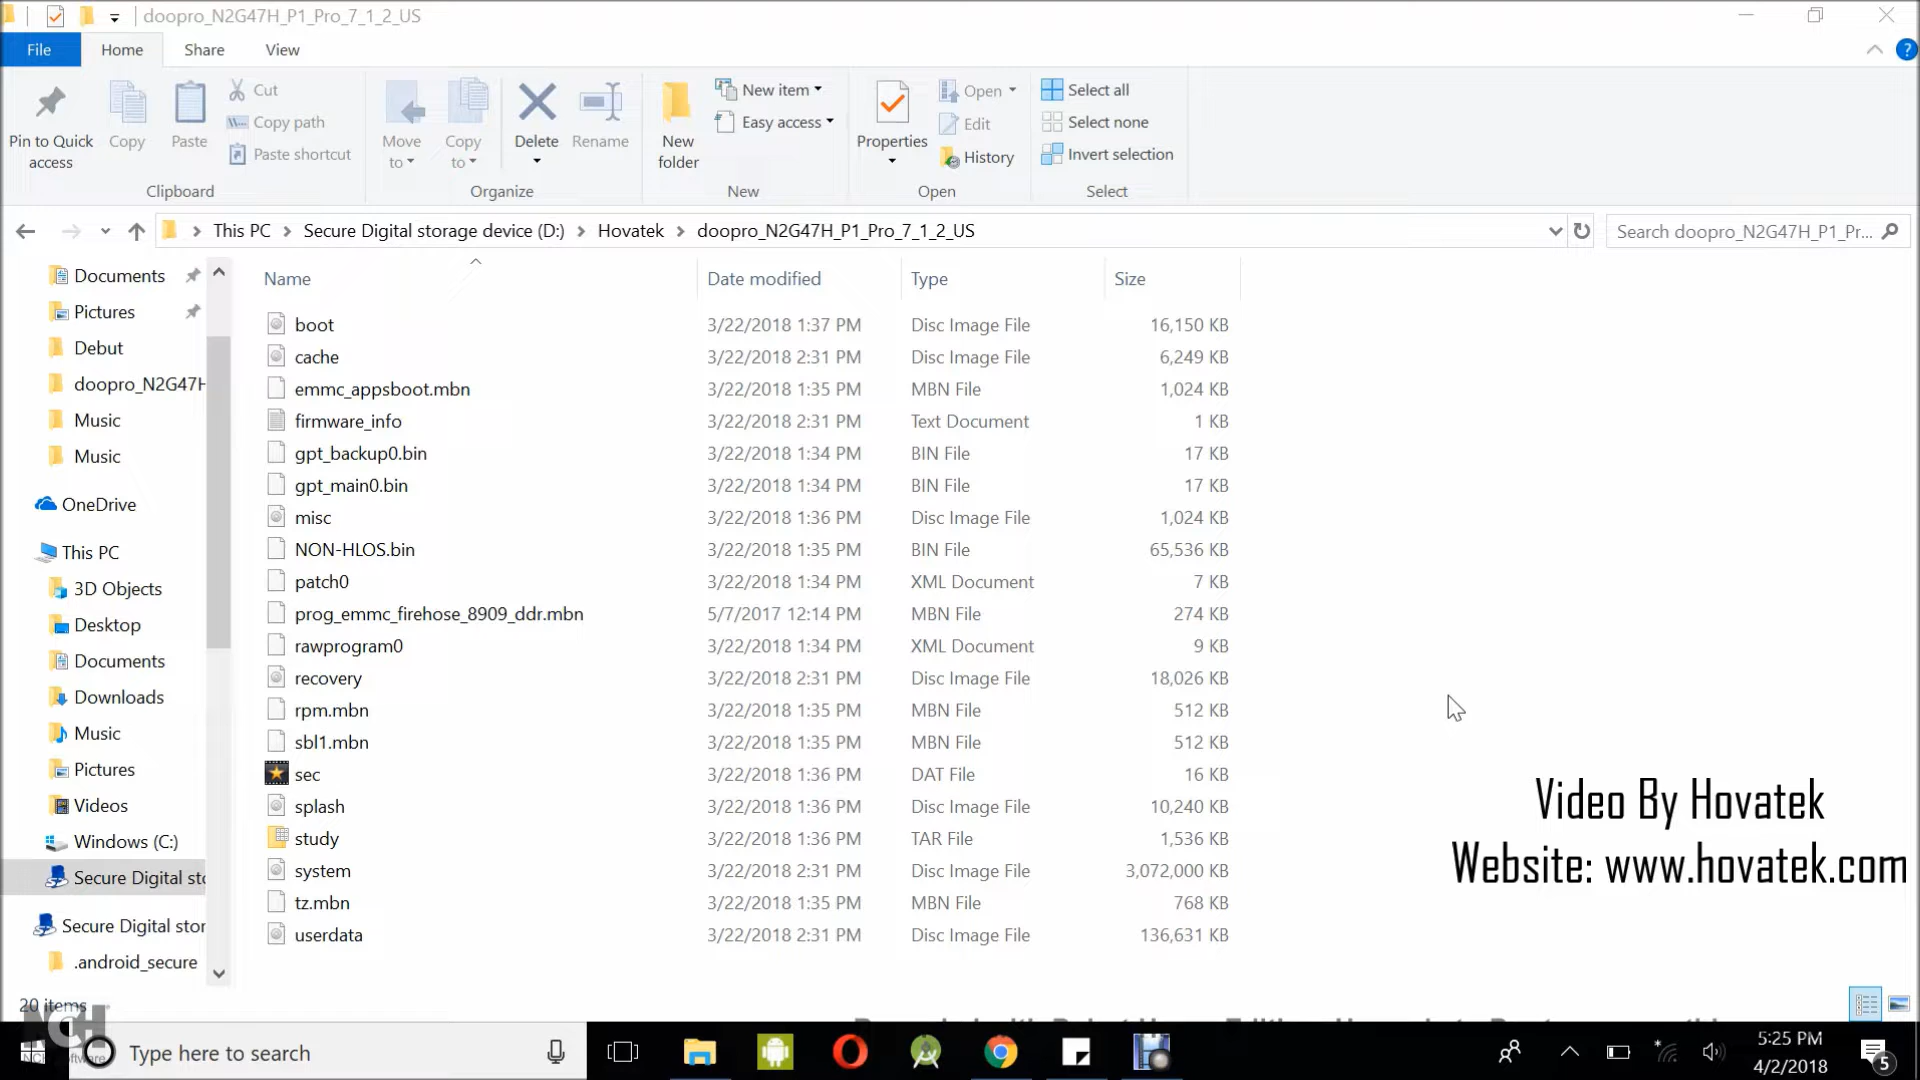 doopro_N2G47H_P1_Pro_7_1_2_US
File Home Share View
Pin to Quick access
Copy
Paste
Cut
Copy path
Paste shortcut
Clipboard
Move to
Copy to
Delete
Rename
Organize
New folder
New item
Easy access
New
Properties
Open
Edit
History
Open
Select all
Select none
Invert selection
Select
This PC > Secure Digital storage device (D:) > Hovatek > doopro_N2G47H_P1_Pro_7_1_2_US
Search doopro_N2G47H_P1_Pr...
Documents
Pictures
Debut
doopro_N2G47H
Music
Music
OneDrive
This PC
3D Objects
Desktop
Documents
Downloads
Music
Pictures
Videos
Windows (C:)
Secure Digital sto
Secure Digital stor
.android_secure
Name Date modified Type Size
boot 3/22/2018 1:37 PM Disc Image File 16,150 KB
cache 3/22/2018 2:31 PM Disc Image File 6,249 KB
emmc_appsboot.mbn 3/22/2018 1:35 PM MBN File 1,024 KB
firmware_info 3/22/2018 2:31 PM Text Document 1 KB
gpt_backup0.bin 3/22/2018 1:34 PM BIN File 17 KB
gpt_main0.bin 3/22/2018 1:34 PM BIN File 17 KB
misc 3/22/2018 1:36 PM Disc Image File 1,024 KB
NON-HLOS.bin 3/22/2018 1:35 PM BIN File 65,536 KB
patch0 3/22/2018 1:34 PM XML Document 7 KB
prog_emmc_firehose_8909_ddr.mbn 5/7/2017 12:14 PM MBN File 274 KB
rawprogram0 3/22/2018 1:34 PM XML Document 9 KB
recovery 3/22/2018 2:31 PM Disc Image File 18,026 KB
rpm.mbn 3/22/2018 1:35 PM MBN File 512 KB
sbl1.mbn 3/22/2018 1:35 PM MBN File 512 KB
sec 3/22/2018 1:36 PM DAT File 16 KB
splash 3/22/2018 1:36 PM Disc Image File 10,240 KB
study 3/22/2018 1:36 PM TAR File 1,536 KB
system 3/22/2018 2:31 PM Disc Image File 3,072,000 KB
tz.mbn 3/22/2018 1:35 PM MBN File 768 KB
userdata 3/22/2018 2:31 PM Disc Image File 136,631 KB
Video By Hovatek
Website: www.hovatek.com
20 items
NCH
Type here to search
5:25 PM
4/2/2018
5